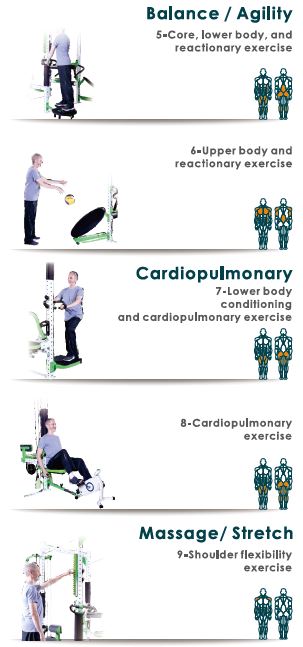 Balance / Agility
5-Core, lower body, and
reactionary exercise
6-Upper body and
reactionary exercise
Cardiopulmonary
7-Lower body
conditioning
and cardiopulmonary exercise
8-Cardiopulmonary
exercise
Massage/ Stretch
9-Shoulder flexibility
exercise